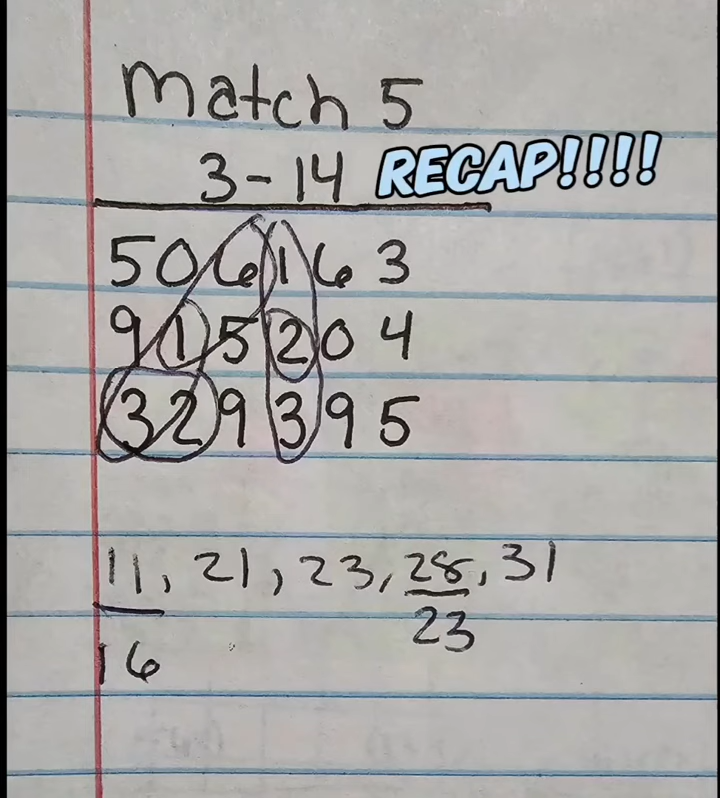 Match 5
3-14 RECAP!!!!
506163
915204
329395
11, 21, 23, 28, 31
23
16